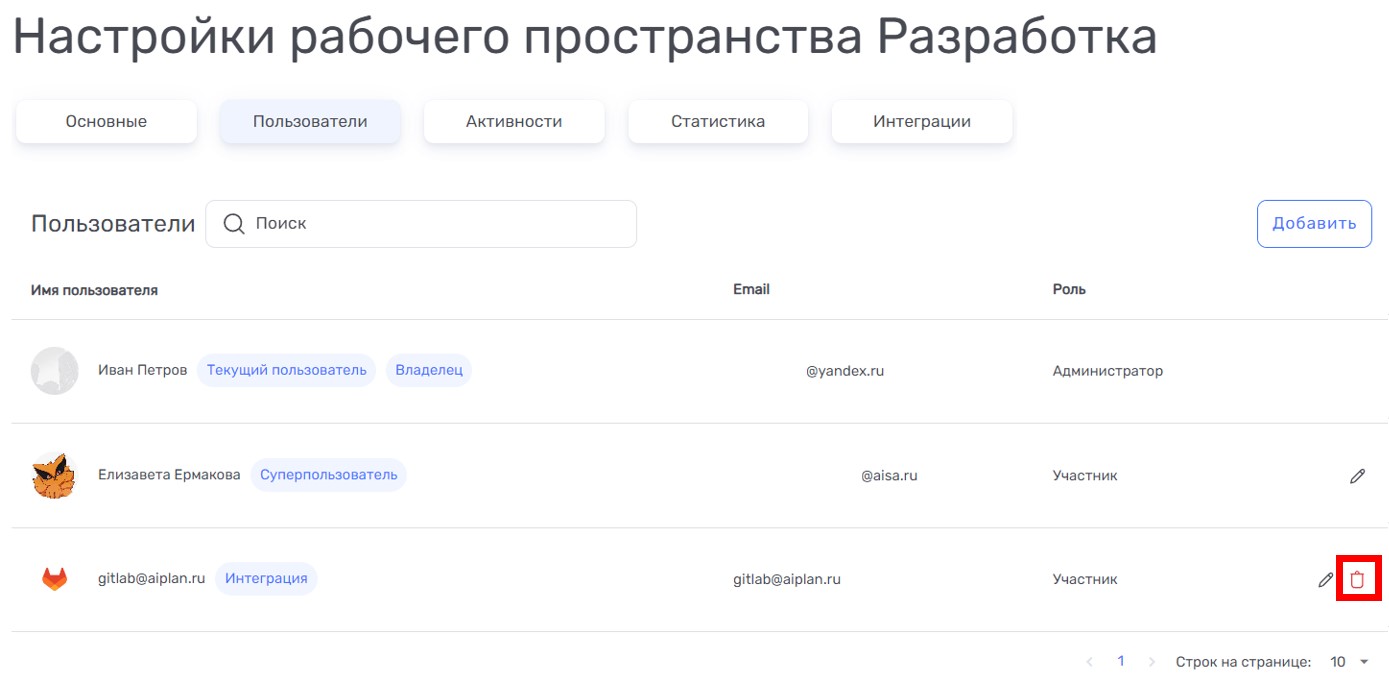 Настройки рабочего пространства Разработка
Основные Пользователи Активности Статистика Интеграции
Пользователи Поиск Добавить
Имя пользователя Email Роль
Иван Петров Текущий пользователь Владелец @yandex.ru Администратор
Елизавета Ермакова Суперпользователь @aisa.ru Участник
gitlab@aiplan.ru Интеграция gitlab@aiplan.ru Участник
1 Строк на странице: 10